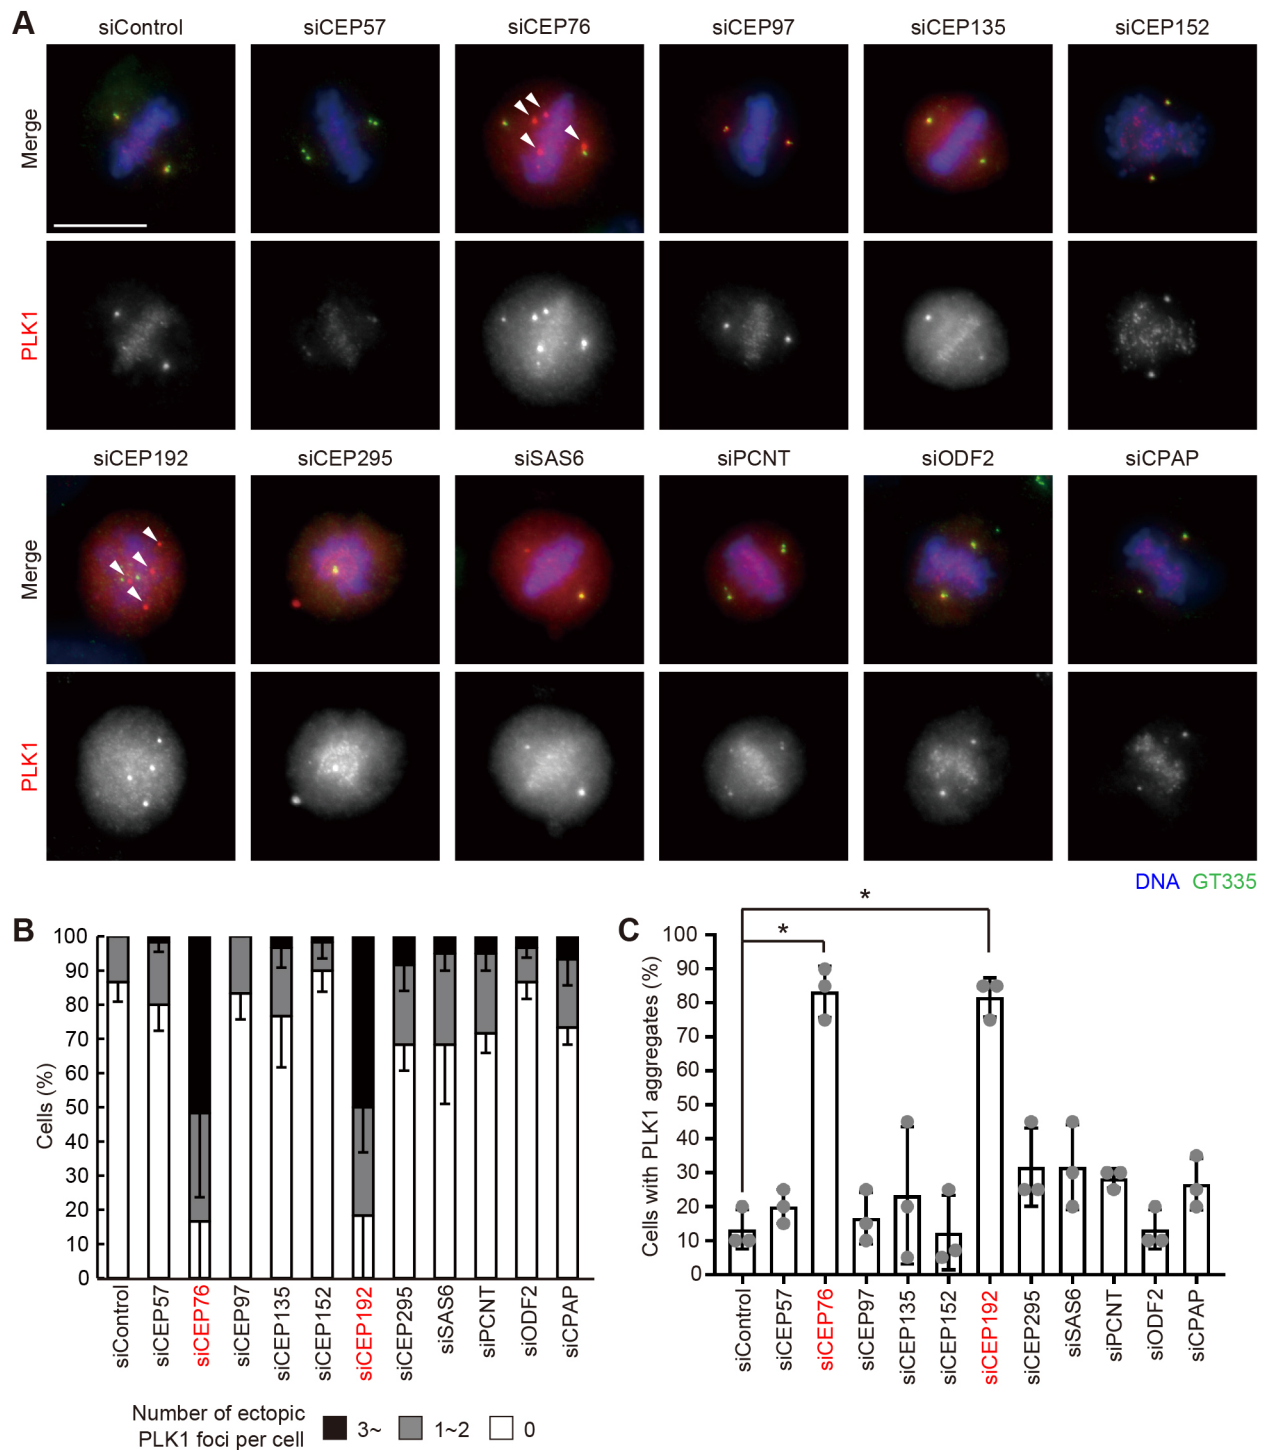 A
siControl siCEP57 siCEP76 siCEP97 siCEP135 siCEP152
Merge
PLK1
siCEP192 siCEP295 siSAS6 siPCNT siODF2 siCPAP
Merge
PLK1
DNA GT335
B
Cells (%)
100
90
80
70
60
50
40
30
20
10
0
siControl
siCEP57
siCEP76
siCEP97
siCEP135
siCEP152
siCEP192
siCEP295
siSAS6
siPCNT
siODF2
siCPAP
Number of ectopic
PLK1 foci per cell
3~ 1~2 0
C
Cells with PLK1 aggregates (%)
100
90
80
70
60
50
40
30
20
10
0
*
*
siControl
siCEP57
siCEP76
siCEP97
siCEP135
siCEP152
siCEP192
siCEP295
siSAS6
siPCNT
siODF2
siCPAP